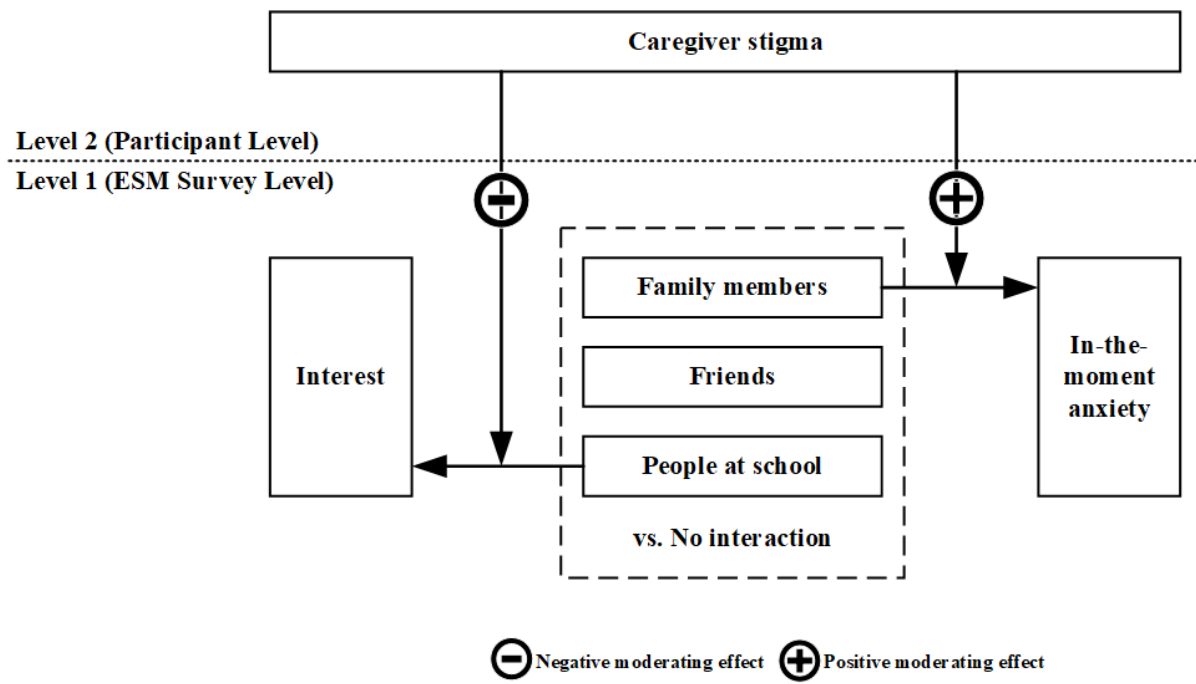 Caregiver stigma
Level 2 (Participant Level)
Level 1 (ESM Survey Level)
Interest
Family members
Friends
People at school
vs. No interaction
In-the-
moment
anxiety
Negative moderating effect
Positive moderating effect